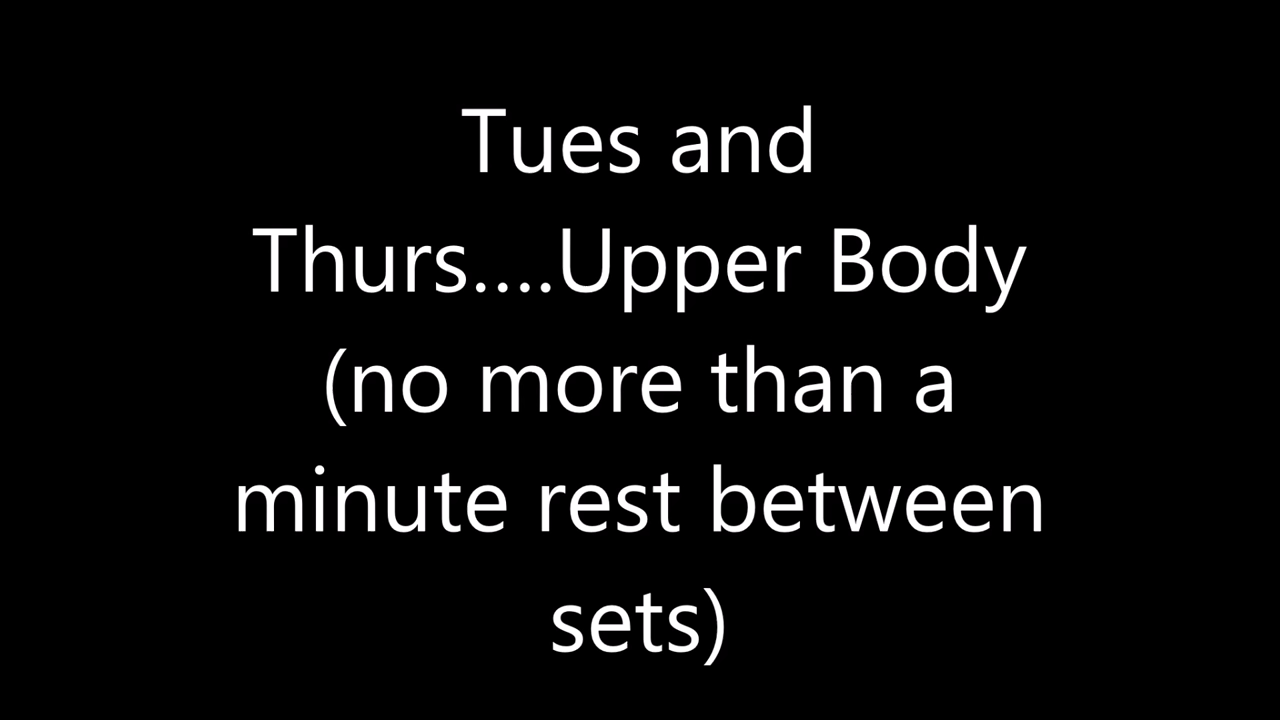 Tues and
Thurs....Upper Body
(no more than a
minute rest between
sets)